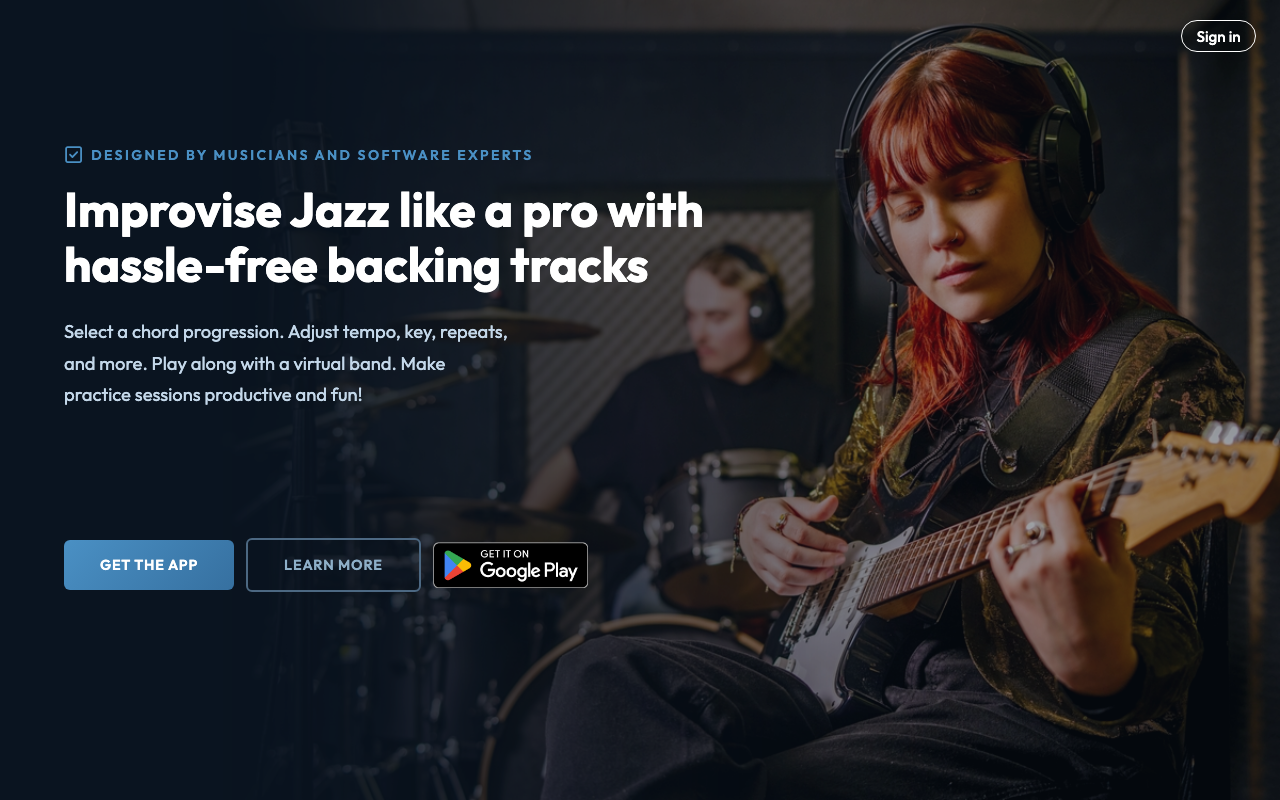 Sign in
DESIGNED BY MUSICIANS AND SOFTWARE EXPERTS
Improvise Jazz like a pro with
hassle-free backing tracks
Select a chord progression. Adjust tempo, key, repeats,
and more. Play along with a virtual band. Make
practice sessions productive and fun!
GET THE APP
LEARN MORE
GET IT ON
Google Play